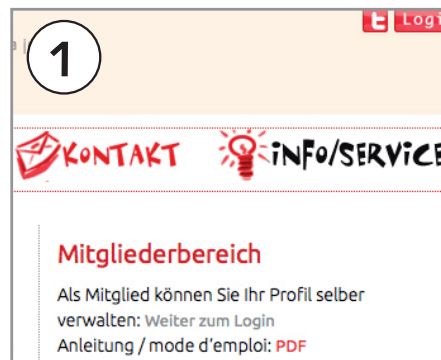 Logi
1
KONTAKT iNFO/SERViCE
Mitgliederbereich
Als Mitglied können Sie Ihr Profil selber
verwalten: Weiter zum Login
Anleitung / mode d'emploi: PDF